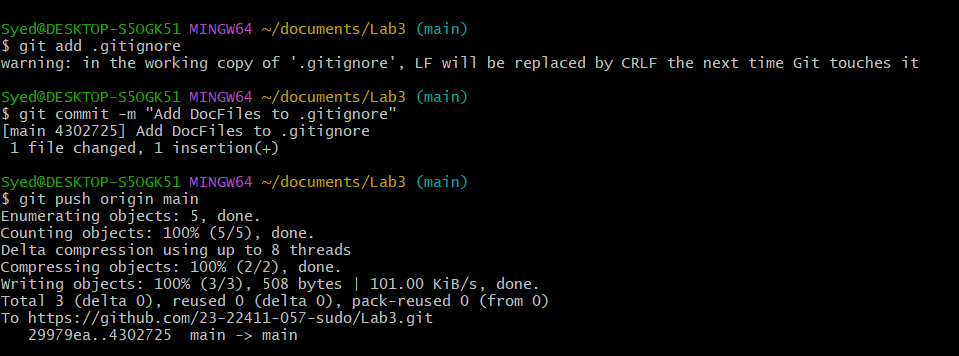 Syed@DESKTOP-S5OGK51 MINGW64 ~/documents/Lab3 (main)
$ git add .gitignore
warning: in the working copy of '.gitignore', LF will be replaced by CRLF the next time Git touches it
Syed@DESKTOP-S5OGK51 MINGW64 ~/documents/Lab3 (main)
$ git commit -m "Add DocFiles to .gitignore"
[main 4302725] Add DocFiles to .gitignore
 1 file changed, 1 insertion(+)
Syed@DESKTOP-S5OGK51 MINGW64 ~/documents/Lab3 (main)
$ git push origin main
Enumerating objects: 5, done.
Counting objects: 100% (5/5), done.
Delta compression using up to 8 threads
Compressing objects: 100% (2/2), done.
Writing objects: 100% (3/3), 508 bytes | 101.00 KiB/s, done.
Total 3 (delta 0), reused 0 (delta 0), pack-reused 0 (from 0)
To https://github.com/23-22411-057-sudo/Lab3.git
   29979ea..4302725  main -> main